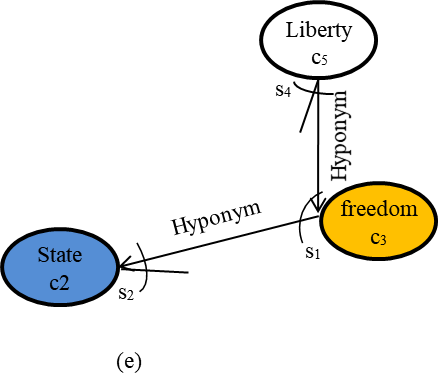 Liberty
c5
s4
Hyponym
freedom
c3
Hyponym
s1
State
c2
s2
(e)